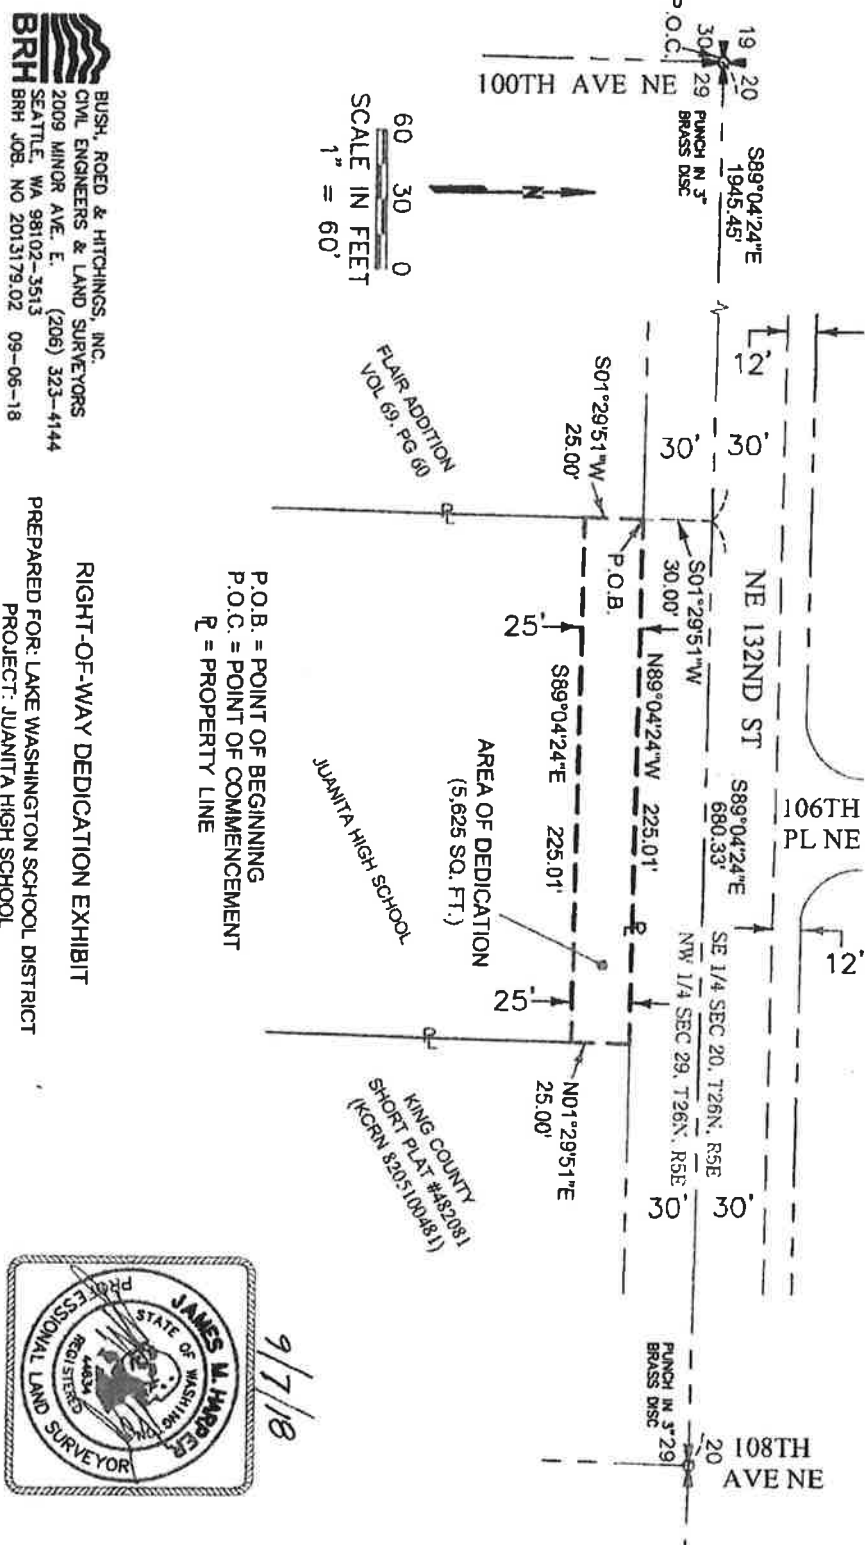 19 20
30 29
P.O.C.
100TH AVE NE
PUNCH IN 3"
BRASS DISC
S89°04'24"E
1945.45'
N
60 30 0
SCALE IN FEET
1" = 60'
12'
30'
30'
NE 132ND ST
S89°04'24"E
680.33'
106TH
PL NE
12'
SE 1/4 SEC 20, T26N, R5E
NW 1/4 SEC 29, T26N, R5E
30'
30'
PUNCH IN 3"
BRASS DISC
20
29
108TH
AVE NE
FLAIR ADDITION
VOL 69, PG 60
S01°29'51"W
25.00'
P.O.B.
S01°29'51"W
30.00'
25'
N89°04'24"W 225.01'
S89°04'24"E 225.01'
AREA OF DEDICATION
(5,625 SQ. FT.)
25'
N01°29'51"E
25.00'
PL
PL
PL
JUANITA HIGH SCHOOL
KING COUNTY
SHORT PLAT #482081
(KCRN 8205100481)
P.O.B. = POINT OF BEGINNING
P.O.C. = POINT OF COMMENCEMENT
PL = PROPERTY LINE
BRH
BUSH, ROED & HITCHINGS, INC.
CIVIL ENGINEERS & LAND SURVEYORS
2009 MINOR AVE. E. (206) 323-4144
SEATTLE, WA 98102-3513
BRH JOB. NO 2013179.02 09-06-18
RIGHT-OF-WAY DEDICATION EXHIBIT
PREPARED FOR: LAKE WASHINGTON SCHOOL DISTRICT
PROJECT: JUANITA HIGH SCHOOL
9/7/18
JAMES M. HARPER
STATE OF WASHINGTON
44634
REGISTERED
PROFESSIONAL LAND SURVEYOR